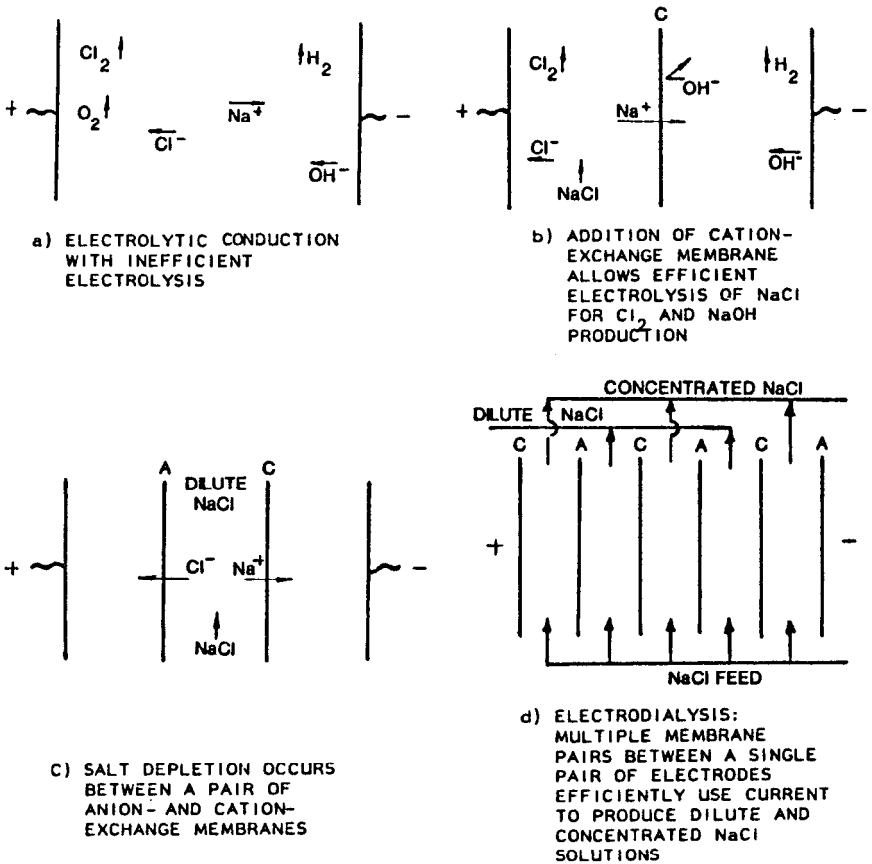 Cl2
H2
+
O2
Na+
Cl-
-
OH-
a) ELECTROLYTIC CONDUCTION
WITH INEFFICIENT
ELECTROLYSIS
C
Cl2
H2
OH-
+
Na+
-
Cl-
OH-
NaCl
b) ADDITION OF CATION-
EXCHANGE MEMBRANE
ALLOWS EFFICIENT
ELECTROLYSIS OF NaCl
FOR Cl2 AND NaOH
PRODUCTION
A
C
DILUTE
NaCl
+
Cl-
Na+
-
NaCl
C) SALT DEPLETION OCCURS
BETWEEN A PAIR OF
ANION- AND CATION-
EXCHANGE MEMBRANES
CONCENTRATED NaCl
DILUTE NaCl
C A C A C A
+
-
NaCl FEED
d) ELECTRODIALYSIS:
MULTIPLE MEMBRANE
PAIRS BETWEEN A SINGLE
PAIR OF ELECTRODES
EFFICIENTLY USE CURRENT
TO PRODUCE DILUTE AND
CONCENTRATED NaCl
SOLUTIONS